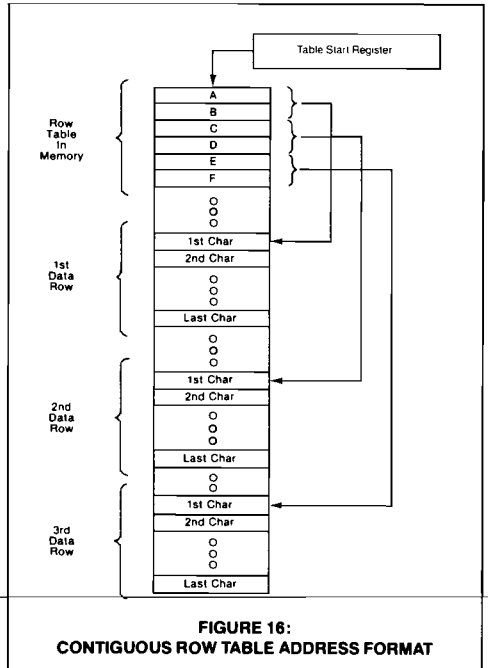 Table Start Register
Row
Table
In
Memory
A
B
C
D
E
F
1st
Data
Row
1st Char
2nd Char
Last Char
2nd
Data
Row
1st Char
2nd Char
Last Char
3rd
Data
Row
1st Char
2nd Char
Last Char
FIGURE 16:
CONTIGUOUS ROW TABLE ADDRESS FORMAT